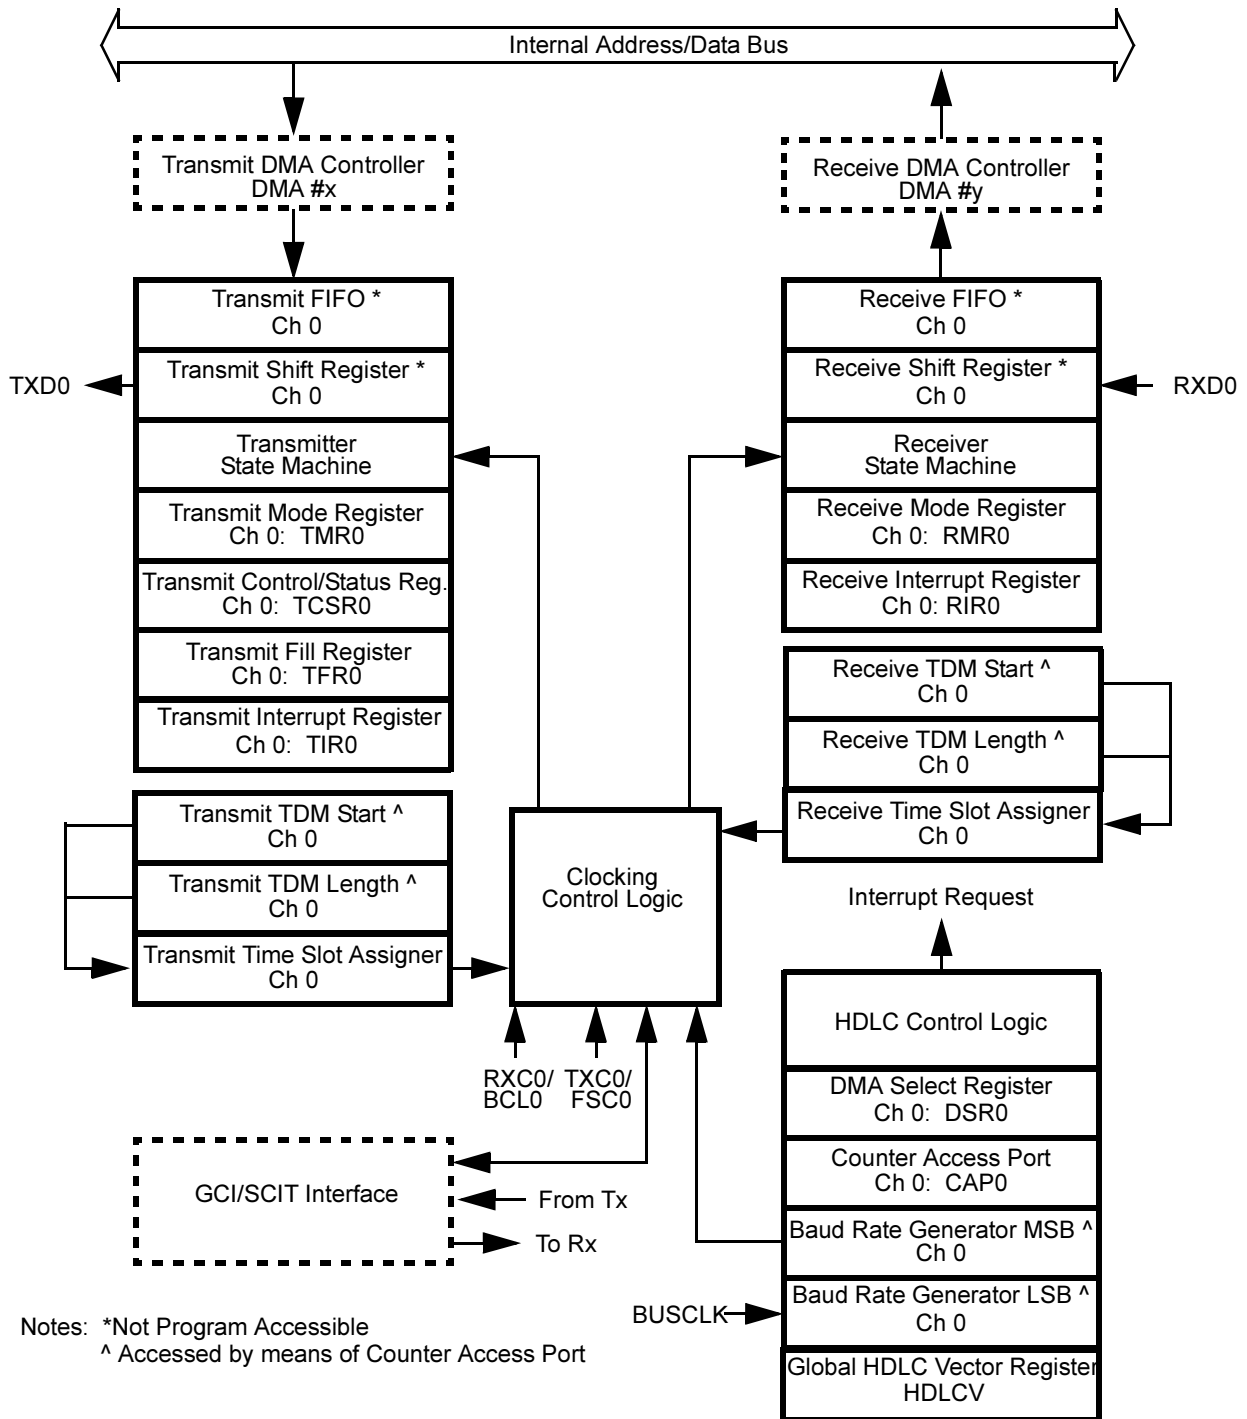 Internal Address/Data Bus
Transmit DMA Controller
DMA #x
Receive DMA Controller
DMA #y
Transmit FIFO *
Ch 0
Transmit Shift Register *
Ch 0
TXD0
Transmitter
State Machine
Transmit Mode Register
Ch 0: TMR0
Transmit Control/Status Reg.
Ch 0: TCSR0
Transmit Fill Register
Ch 0: TFR0
Transmit Interrupt Register
Ch 0: TIR0
Receive FIFO *
Ch 0
Receive Shift Register *
Ch 0
RXD0
Receiver
State Machine
Receive Mode Register
Ch 0: RMR0
Receive Interrupt Register
Ch 0: RIR0
Receive TDM Start ^
Ch 0
Receive TDM Length ^
Ch 0
Receive Time Slot Assigner
Ch 0
Transmit TDM Start ^
Ch 0
Transmit TDM Length ^
Ch 0
Transmit Time Slot Assigner
Ch 0
Clocking
Control Logic
RXC0/
BCL0
TXC0/
FSC0
Interrupt Request
HDLC Control Logic
DMA Select Register
Ch 0: DSR0
Counter Access Port
Ch 0: CAP0
Baud Rate Generator MSB ^
Ch 0
Baud Rate Generator LSB ^
Ch 0
Global HDLC Vector Register
HDLCV
GCI/SCIT Interface
From Tx
To Rx
BUSCLK
Notes: *Not Program Accessible
^ Accessed by means of Counter Access Port